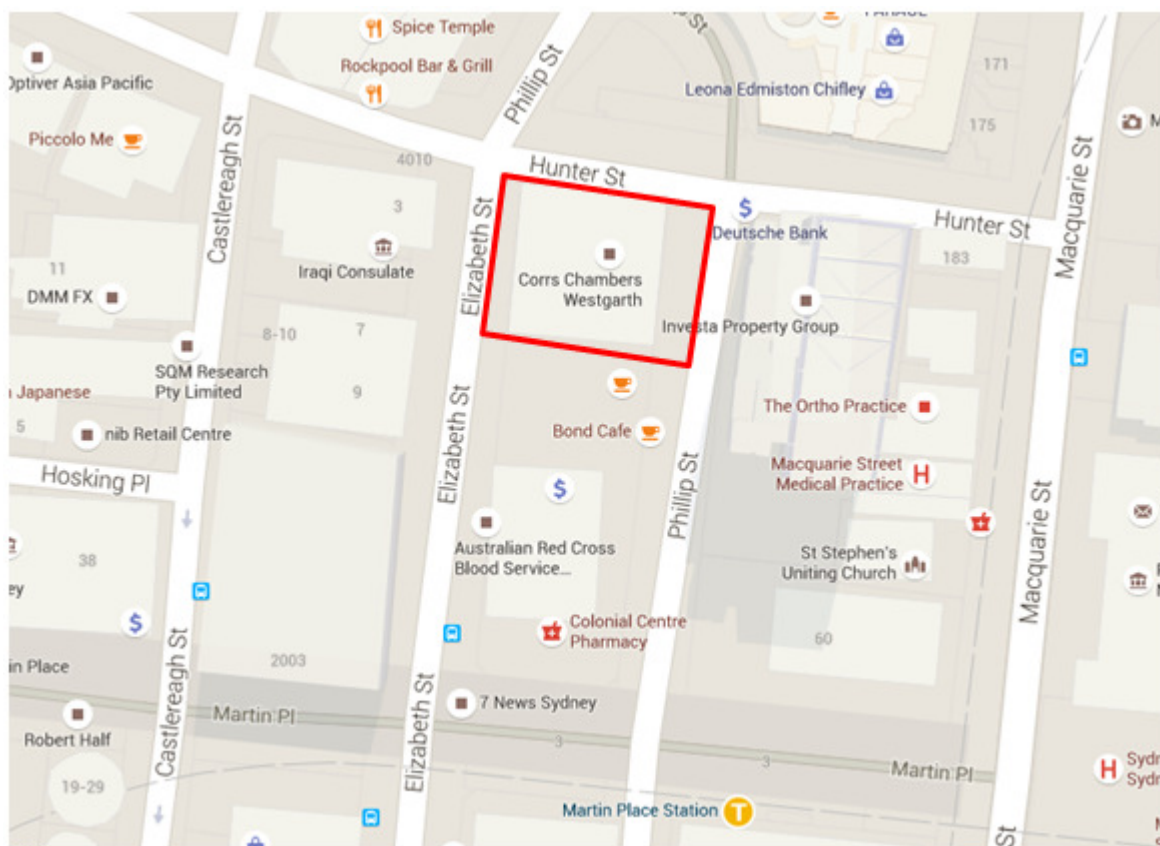 Spice Temple
Rockpool Bar & Grill
Optiver Asia Pacific
Piccolo Me
Castlereagh St
Phillip St
Leona Edmiston Chifley
171
175
Macquarie St
4010
3
Hunter St
Hunter St
Deutsche Bank
183
Iraqi Consulate
Elizabeth St
Corrs Chambers
Westgarth
Investa Property Group
11
DMM FX
8-10
7
9
SQM Research
Pty Limited
Japanese
5
nib Retail Centre
Hosking Pl
Bond Cafe
The Ortho Practice
Macquarie Street
Medical Practice
Elizabeth St
Phillip St
Macquarie St
Australian Red Cross
Blood Service...
St Stephen's
Uniting Church
38
Colonial Centre
Pharmacy
60
2003
in Place
Castlereagh St
Elizabeth St
7 News Sydney
Martin Pl
3
3
Martin Pl
Robert Half
19-29
Martin Place Station
T
St